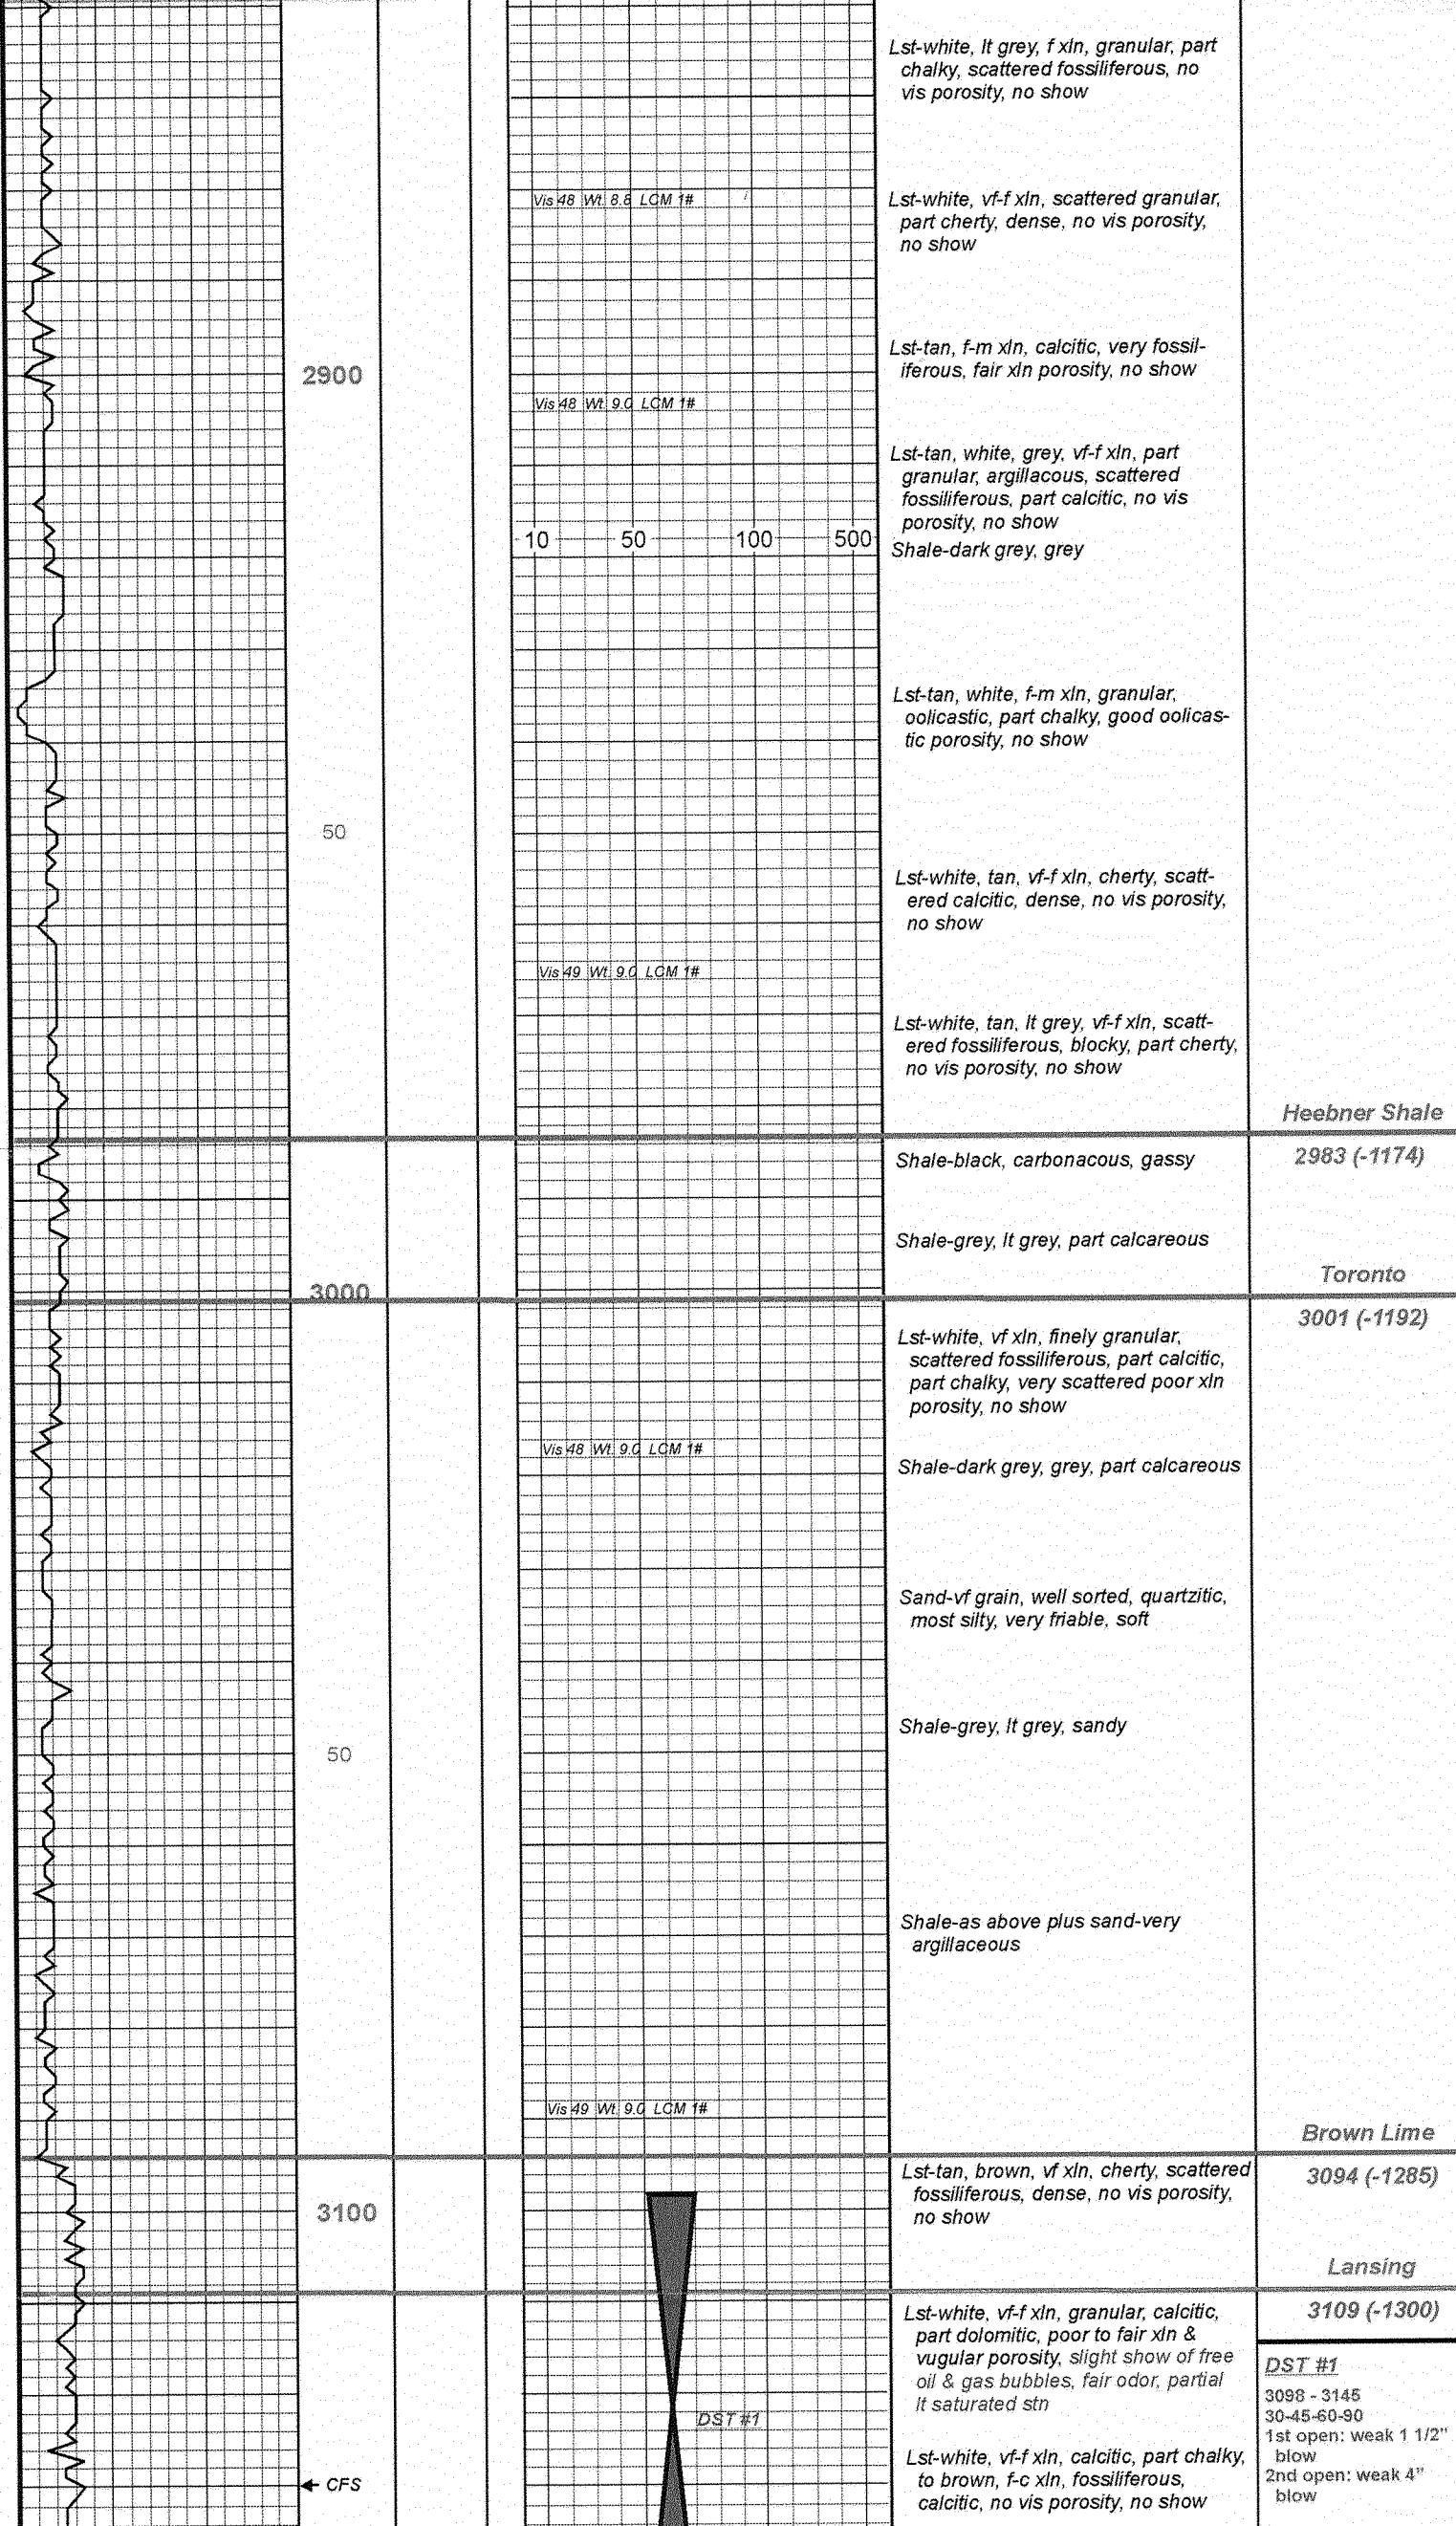 Lst-white, lt grey, f xln, granular, part
chalky, scattered fossiliferous, no
vis porosity, no show
Vis 48 Wt. 8.8 LCM 1#
Lst-white, vf-f xln, scattered granular,
part cherty, dense, no vis porosity,
no show
Lst-tan, f-m xln, calcitic, very fossil-
iferous, fair xln porosity, no show
2900
Vis 48 Wt. 9.0 LCM 1#
Lst-tan, white, grey, vf-f xln, part
granular, argillacous, scattered
fossiliferous, part calcitic, no vis
porosity, no show
10 50 100 500
Shale-dark grey, grey
Lst-tan, white, f-m xln, granular,
oolicastic, part chalky, good oolicas-
tic porosity, no show
50
Lst-white, tan, vf-f xln, cherty, scatt-
ered calcitic, dense, no vis porosity,
no show
Vis 49 Wt. 9.0 LCM 1#
Lst-white, tan, lt grey, vf-f xln, scatt-
ered fossiliferous, blocky, part cherty,
no vis porosity, no show
Heebner Shale
2983 (-1174)
Shale-black, carbonacous, gassy
Shale-grey, lt grey, part calcareous
Toronto
3000
3001 (-1192)
Lst-white, vf xln, finely granular,
scattered fossiliferous, part calcitic,
part chalky, very scattered poor xln
porosity, no show
Vis 48 Wt. 9.0 LCM 1#
Shale-dark grey, grey, part calcareous
Sand-vf grain, well sorted, quartzitic,
most silty, very friable, soft
Shale-grey, lt grey, sandy
50
Shale-as above plus sand-very
argillaceous
Vis 49 Wt. 9.0 LCM 1#
Brown Lime
3094 (-1285)
Lst-tan, brown, vf xln, cherty, scattered
fossiliferous, dense, no vis porosity,
no show
3100
Lansing
3109 (-1300)
Lst-white, vf-f xln, granular, calcitic,
part dolomitic, poor to fair xln &
vugular porosity, slight show of free
oil & gas bubbles, fair odor, partial
lt saturated stn
DST #1
Lst-white, vf-f xln, calcitic, part chalky,
to brown, f-c xln, fossiliferous,
calcitic, no vis porosity, no show
← CFS
DST #1
3098 - 3145
30-45-60-90
1st open: weak 1 1/2"
blow
2nd open: weak 4"
blow